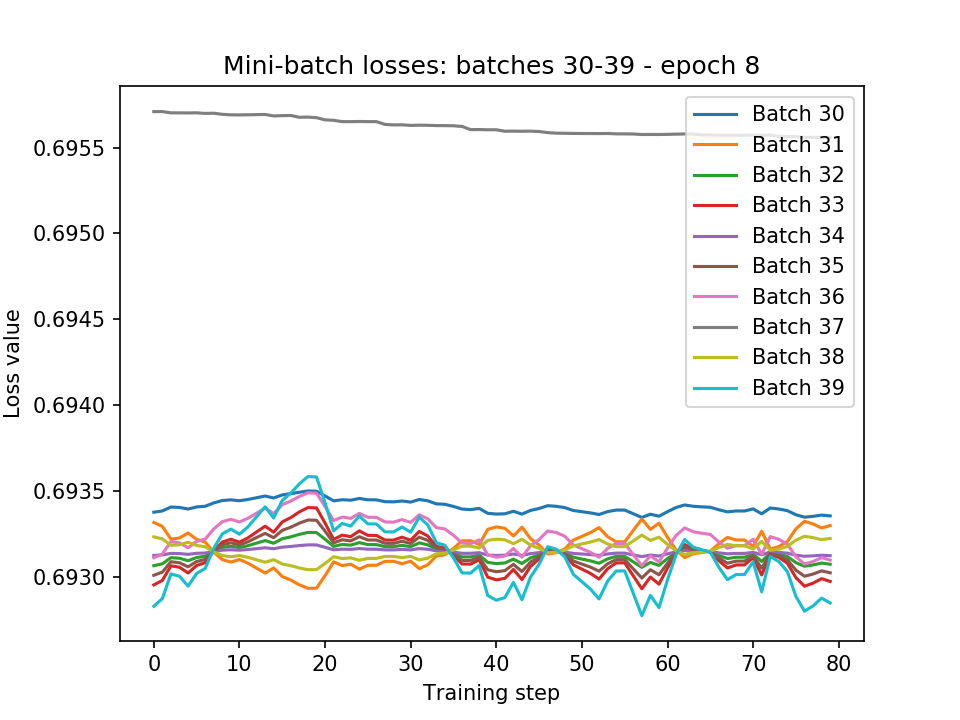 Mini-batch losses: batches 30-39 - epoch 8
Loss value
0.6955
0.6950
0.6945
0.6940
0.6935
0.6930
Batch 30
Batch 31
Batch 32
Batch 33
Batch 34
Batch 35
Batch 36
Batch 37
Batch 38
Batch 39
0 10 20 30 40 50 60 70 80
Training step